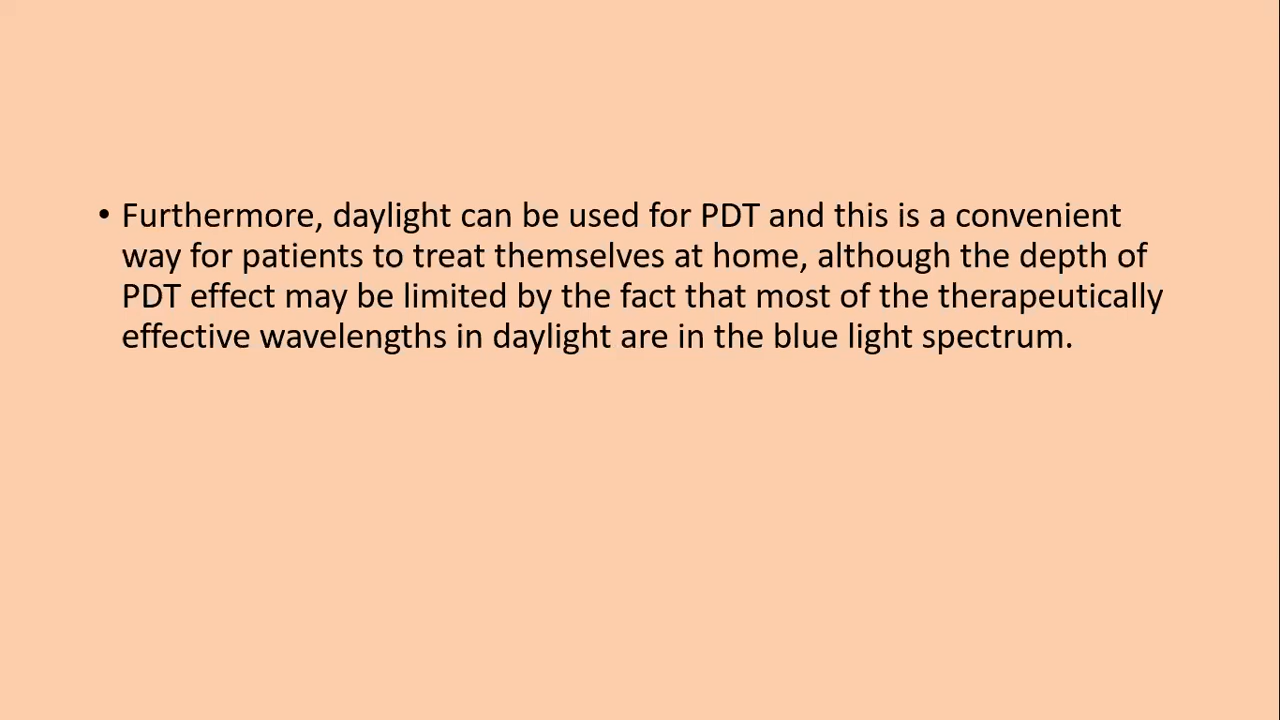 • Furthermore, daylight can be used for PDT and this is a convenient
way for patients to treat themselves at home, although the depth of
PDT effect may be limited by the fact that most of the therapeutically
effective wavelengths in daylight are in the blue light spectrum.